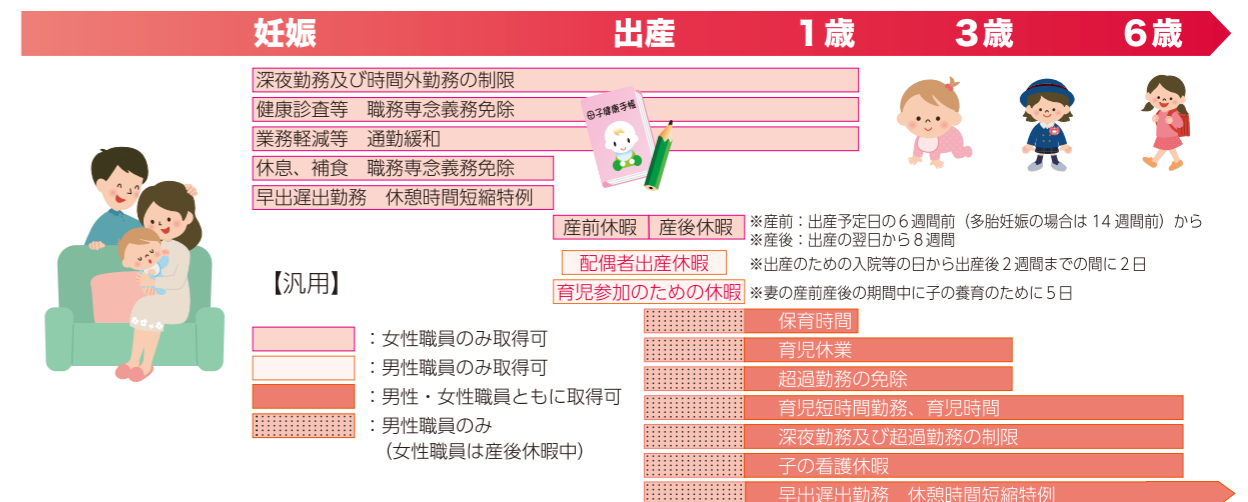 妊娠 出産 1歳 3歳 6歳
深夜勤務及び時間外勤務の制限
健康診査等 職務専念義務免除
母子健康手帳
業務軽減等 通勤緩和
休息、補食 職務専念義務免除
早出遅出勤務 休憩時間短縮特例
産前休暇 産後休暇
※産前：出産予定日の6週間前（多胎妊娠の場合は 14 週間前）から
※産後：出産の翌日から8週間
配偶者出産休暇 ※出産のための入院等の日から出産後2週間までの間に2日
育児参加のための休暇 ※妻の産前産後の期間中に子の養育のために5日
【汎用】
：女性職員のみ取得可
：男性職員のみ取得可
：男性・女性職員ともに取得可
：男性職員のみ
（女性職員は産後休暇中）
保育時間
育児休業
超過勤務の免除
育児短時間勤務、育児時間
深夜勤務及び超過勤務の制限
子の看護休暇
早出遅出勤務 休憩時間短縮特例